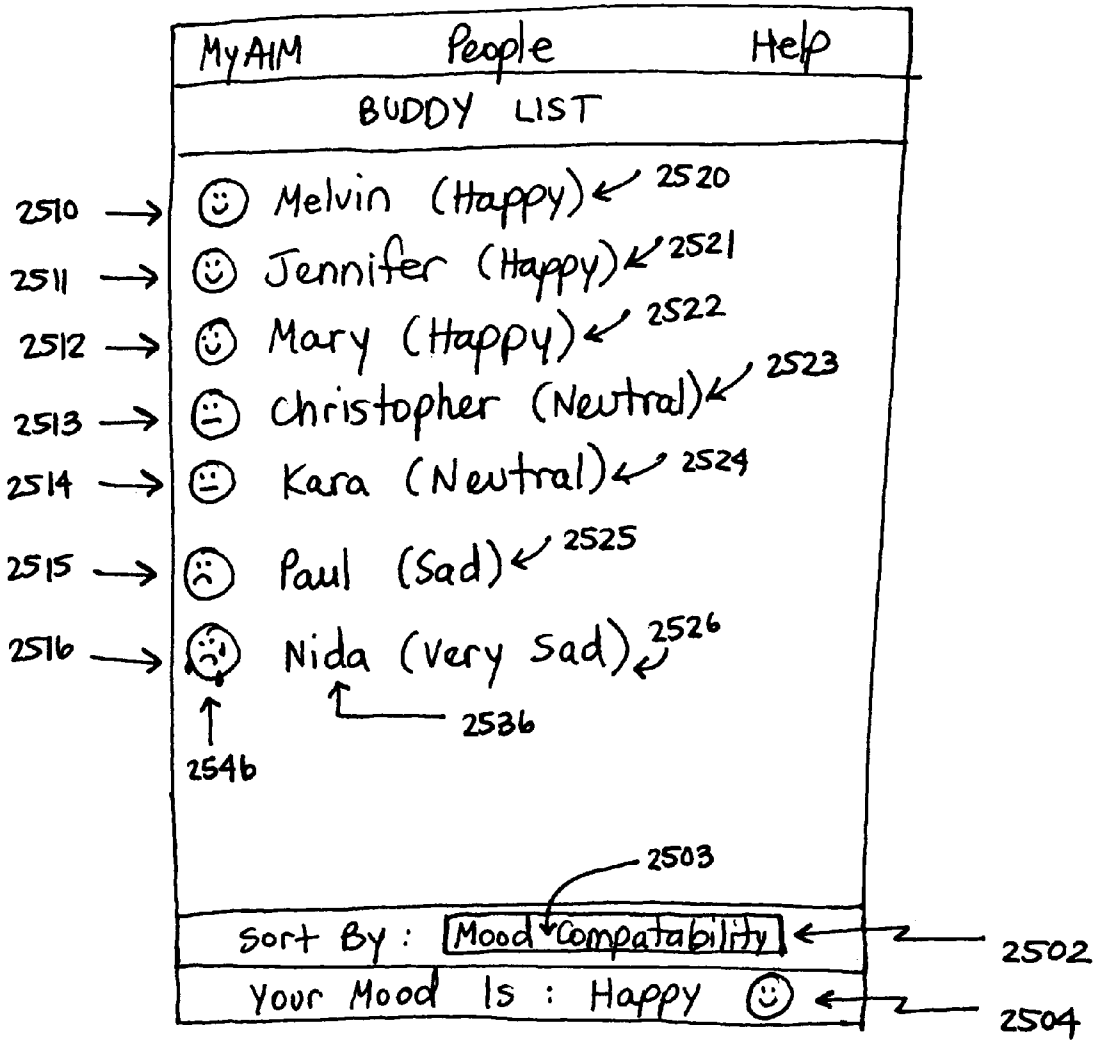 MyAIM People Help
BUDDY LIST
2510 Melvin (Happy) 2520
2511 Jennifer (Happy) 2521
2512 Mary (Happy) 2522
2513 Christopher (Neutral) 2523
2514 Kara (Neutral) 2524
2515 Paul (Sad) 2525
2516 Nida (Very Sad) 2526
2536
2546
2503
Sort By : Mood Compatability 2502
Your Mood Is : Happy 2504